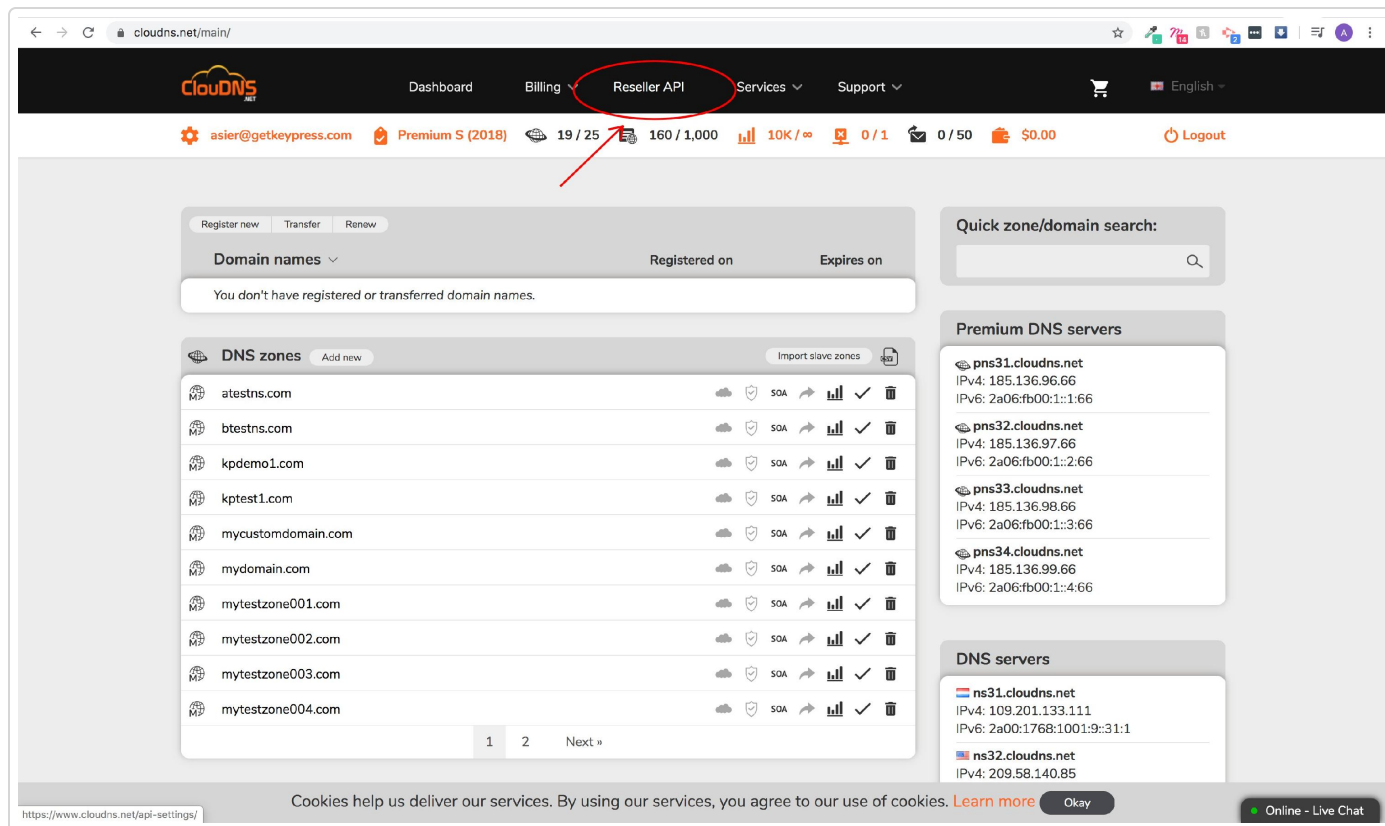 cloudns.net/main/
14
2
A
ClouDNS
.NET
Dashboard
Billing
Reseller API
Services
Support
English
asier@getkeypress.com
Premium S (2018)
19 / 25
160 / 1,000
10K / ∞
0 / 1
0 / 50
$0.00
Logout
Register new
Transfer
Renew
Domain names
Registered on
Expires on
You don't have registered or transferred domain names.
DNS zones
Add new
Import slave zones
M
atestns.com
SOA
M
btestns.com
SOA
M
kpdemo1.com
SOA
M
kptest1.com
SOA
M
mycustomdomain.com
SOA
M
mydomain.com
SOA
M
mytestzone001.com
SOA
M
mytestzone002.com
SOA
M
mytestzone003.com
SOA
M
mytestzone004.com
SOA
1
2
Next »
Quick zone/domain search:
Premium DNS servers
pns31.cloudns.net
IPv4: 185.136.96.66
IPv6: 2a06:fb00:1::1:66
pns32.cloudns.net
IPv4: 185.136.97.66
IPv6: 2a06:fb00:1::2:66
pns33.cloudns.net
IPv4: 185.136.98.66
IPv6: 2a06:fb00:1::3:66
pns34.cloudns.net
IPv4: 185.136.99.66
IPv6: 2a06:fb00:1::4:66
DNS servers
ns31.cloudns.net
IPv4: 109.201.133.111
IPv6: 2a00:1768:1001:9::31:1
ns32.cloudns.net
IPv4: 209.58.140.85
Cookies help us deliver our services. By using our services, you agree to our use of cookies. Learn more
Okay
https://www.cloudns.net/api-settings/
Online - Live Chat